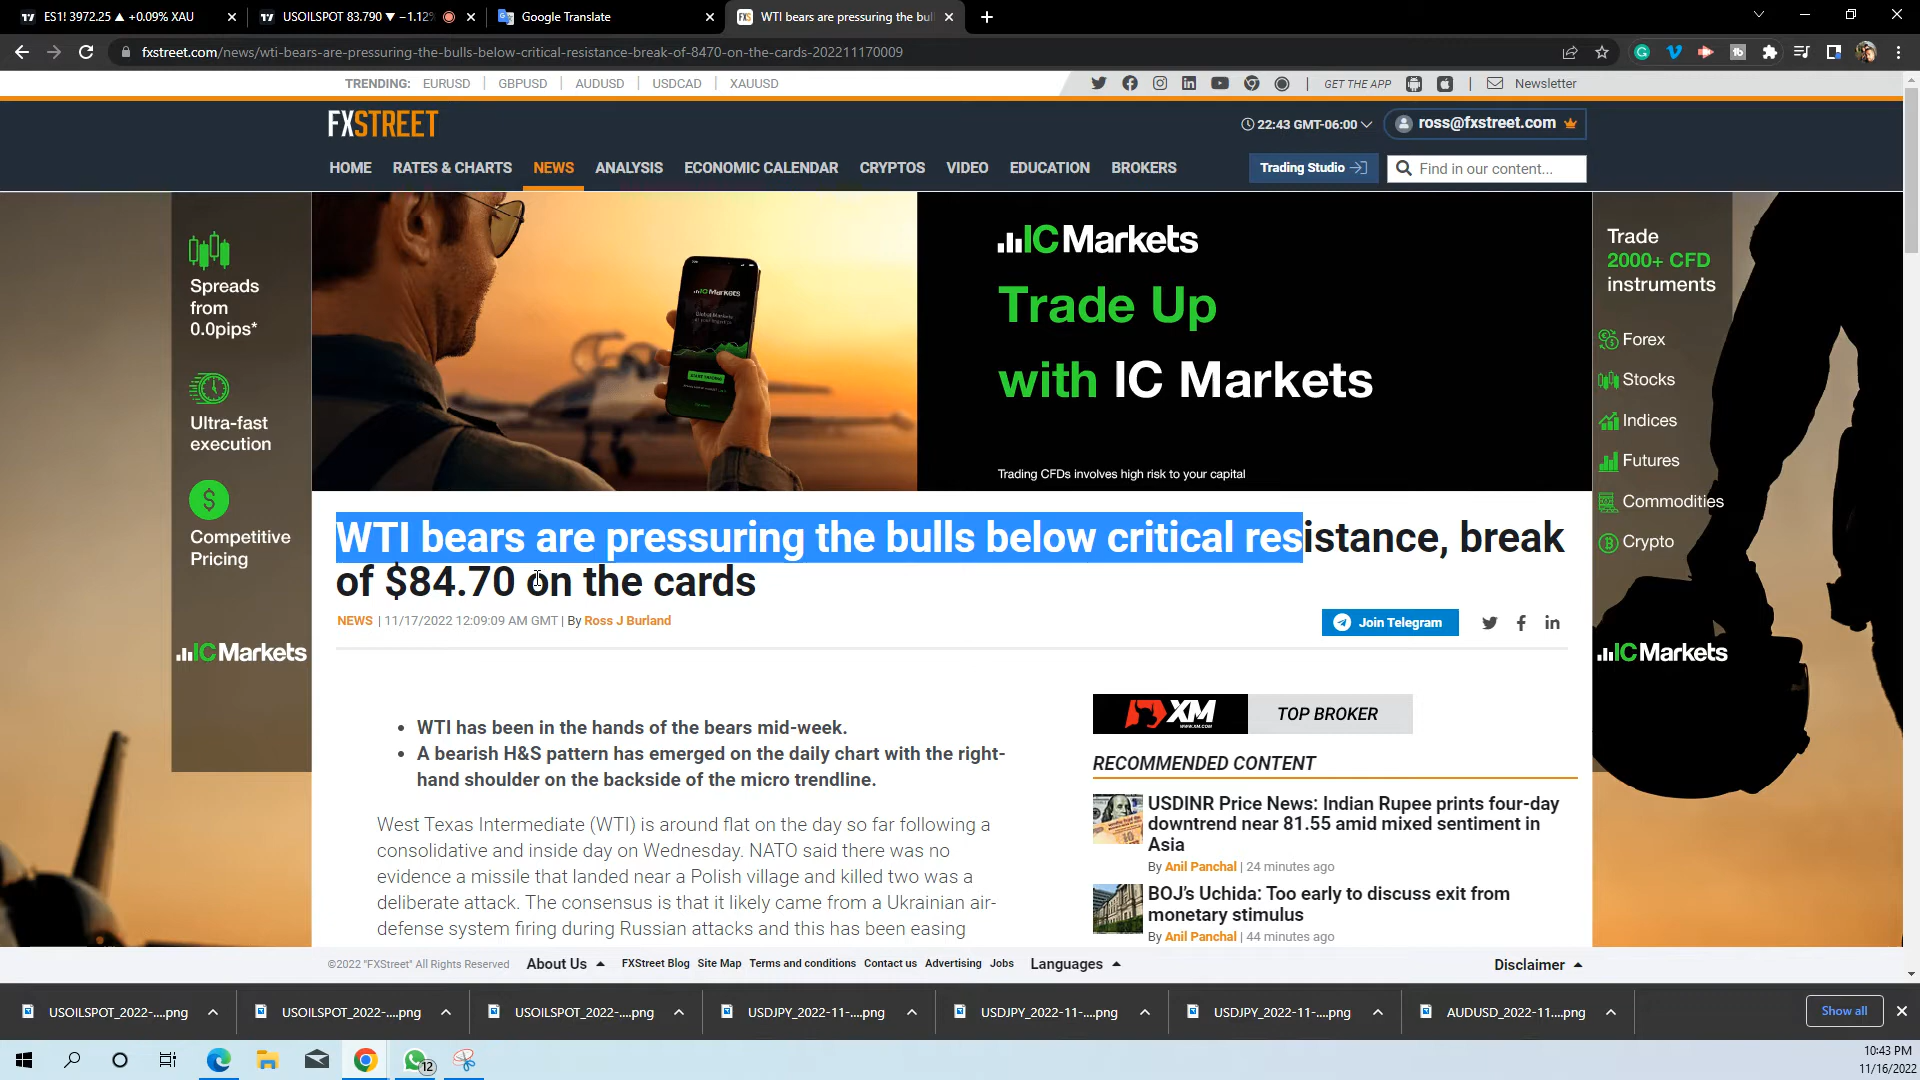 ES1! 3972.25 ▲ +0.09% XAU
USOILSPOT 83.790 ▼ −1.12%
Google Translate
WTI bears are pressuring the bul
fxstreet.com/news/wti-bears-are-pressuring-the-bulls-below-critical-resistance-break-of-8470-on-the-cards-202211170009
TRENDING: EURUSD | GBPUSD | AUDUSD | USDCAD | XAUUSD
GET THE APP | Newsletter
FXSTREET
22:43 GMT-06:00
ross@fxstreet.com
HOME RATES & CHARTS NEWS ANALYSIS ECONOMIC CALENDAR CRYPTOS VIDEO EDUCATION BROKERS
Trading Studio
Find in our content...
Spreads
from
0.0pips*
Ultra-fast
execution
Competitive
Pricing
IC Markets
IC Markets
Trade Up
with IC Markets
Trading CFDs involves high risk to your capital
Trade
2000+ CFD
instruments
Forex
Stocks
Indices
Futures
Commodities
Crypto
IC Markets
WTI bears are pressuring the bulls below critical resistance, break
of $84.70 on the cards
NEWS | 11/17/2022 12:09:09 AM GMT | By Ross J Burland
Join Telegram
• WTI has been in the hands of the bears mid-week.
• A bearish H&S pattern has emerged on the daily chart with the right-
hand shoulder on the backside of the micro trendline.
West Texas Intermediate (WTI) is around flat on the day so far following a
consolidative and inside day on Wednesday. NATO said there was no
evidence a missile that landed near a Polish village and killed two was a
deliberate attack. The consensus is that it likely came from a Ukrainian air-
defense system firing during Russian attacks and this has been easing
XM
TOP BROKER
RECOMMENDED CONTENT
USDINR Price News: Indian Rupee prints four-day
downtrend near 81.55 amid mixed sentiment in
Asia
By Anil Panchal | 24 minutes ago
BOJ's Uchida: Too early to discuss exit from
monetary stimulus
By Anil Panchal | 44 minutes ago
©2022 "FXStreet" All Rights Reserved About Us FXStreet Blog Site Map Terms and conditions Contact us Advertising Jobs Languages Disclaimer
USOILSPOT_2022-....png
USOILSPOT_2022-....png
USOILSPOT_2022-....png
USDJPY_2022-11-....png
USDJPY_2022-11-....png
USDJPY_2022-11-....png
AUDUSD_2022-11....png
Show all
12
10:43 PM
11/16/2022